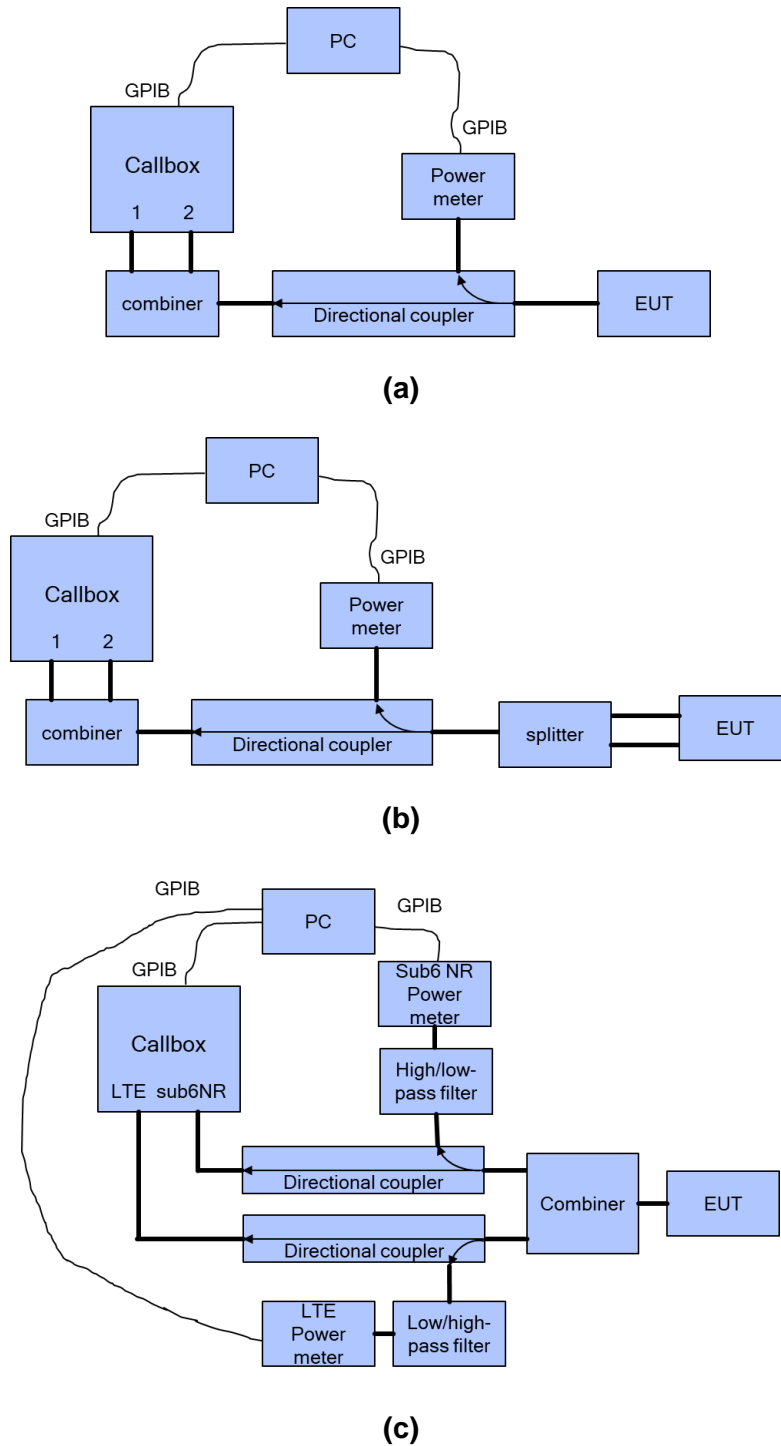 PC
GPIB
GPIB
Callbox
1 2
Power
meter
combiner
Directional coupler
EUT
(a)
PC
GPIB
GPIB
Callbox
1 2
Power
meter
combiner
Directional coupler
splitter
EUT
(b)
GPIB
PC
GPIB
GPIB
Sub6 NR
Power
meter
Callbox
LTE sub6NR
High/low-
pass filter
Directional coupler
Combiner
EUT
Directional coupler
LTE
Power
meter
Low/high-
pass filter
(c)